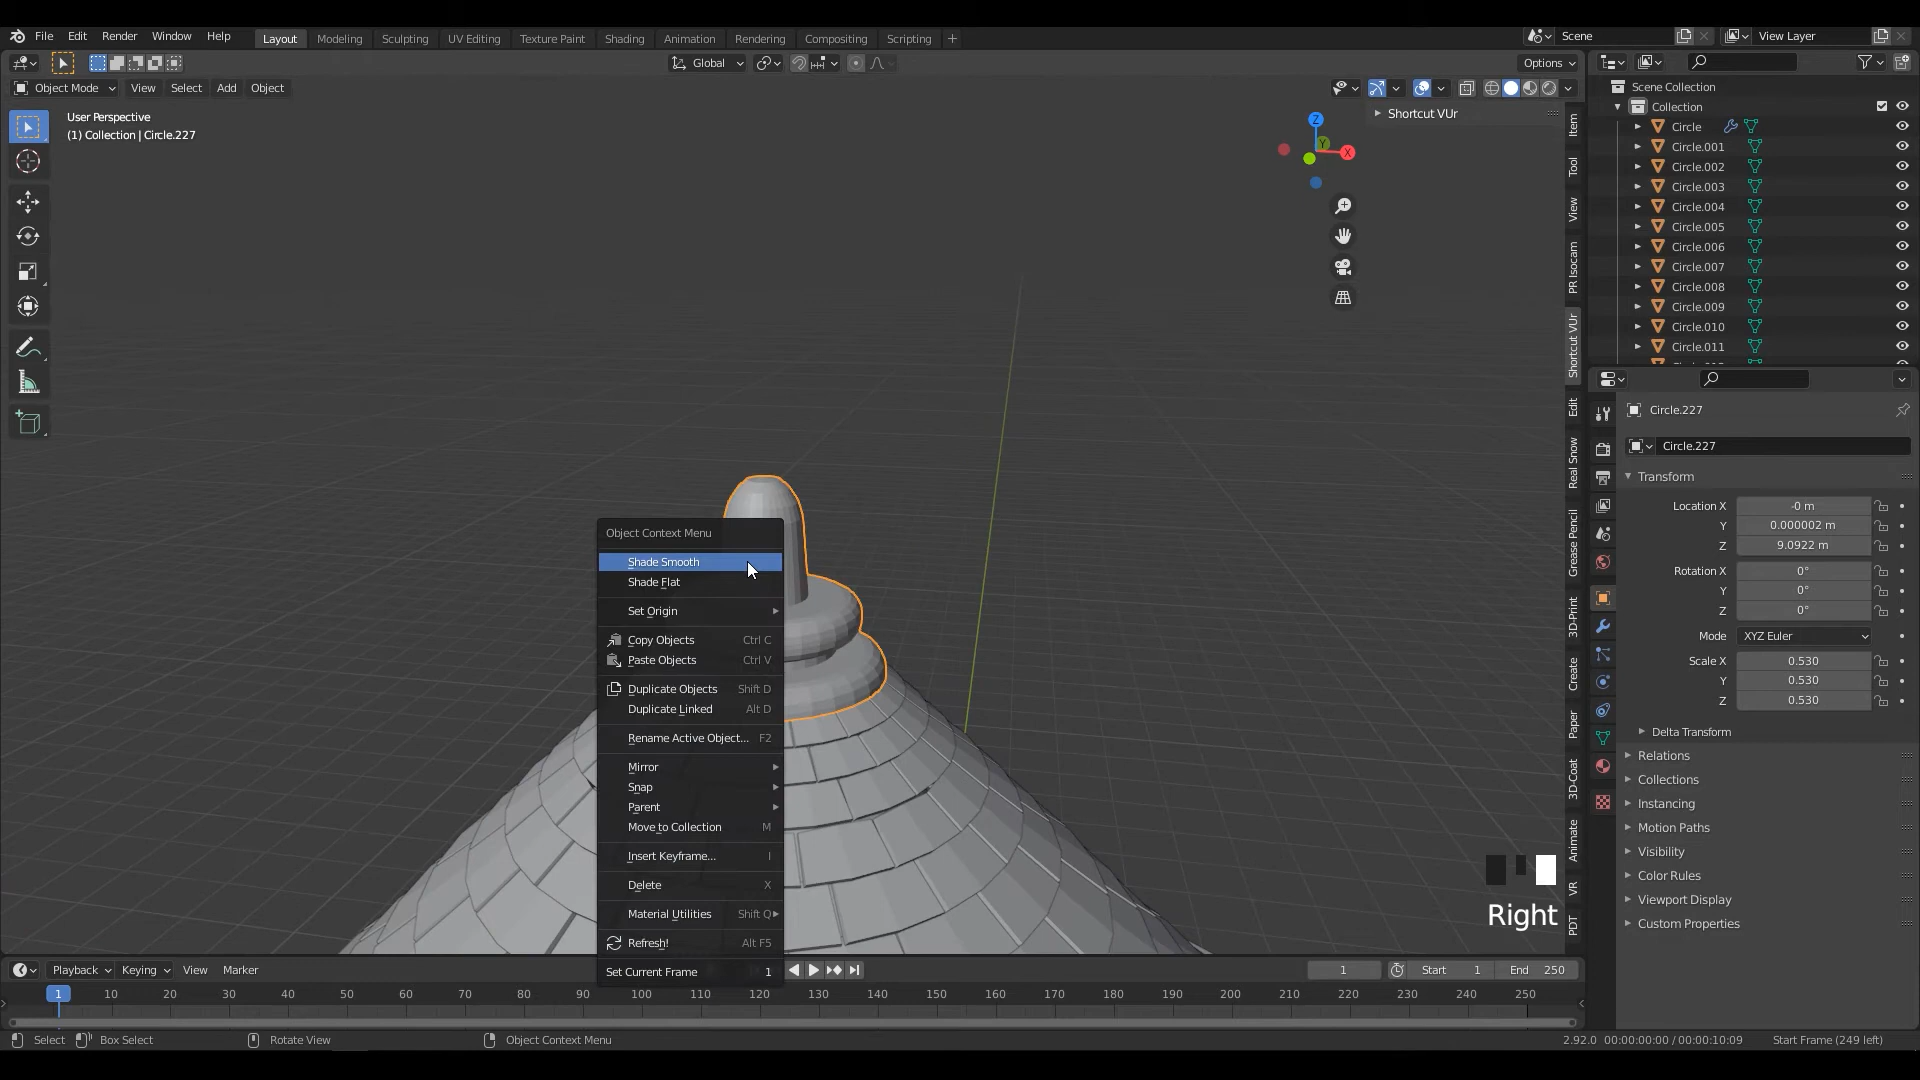 File Edit Render Window Help
Layout Modeling Sculpting UV Editing Texture Paint Shading Animation Rendering Compositing Scripting +
Scene
View Layer
Global
Options
Object Mode View Select Add Object
User Perspective
(1) Collection | Circle.227
Shortcut VUr
Z
Y
X
Item
Tool
View
PR Isocam
Shortcut VUr
Edit
Real Snow
Grease Pencil
3D-Print
Create
Paper
3D-Coat
Animate
VR
PDT
Scene Collection
Collection
Circle
Circle.001
Circle.002
Circle.003
Circle.004
Circle.005
Circle.006
Circle.007
Circle.008
Circle.009
Circle.010
Circle.011
Circle.227
Circle.227
Transform
Location X -0 m
Y 0.000002 m
Z 9.0922 m
Rotation X 0°
Y 0°
Z 0°
Mode XYZ Euler
Scale X 0.530
Y 0.530
Z 0.530
Delta Transform
Relations
Collections
Instancing
Motion Paths
Visibility
Color Rules
Viewport Display
Custom Properties
Object Context Menu
Shade Smooth
Shade Flat
Set Origin
Copy Objects Ctrl C
Paste Objects Ctrl V
Duplicate Objects Shift D
Duplicate Linked Alt D
Rename Active Object... F2
Mirror
Snap
Parent
Move to Collection M
Insert Keyframe... I
Delete X
Material Utilities Shift Q
Refresh! Alt F5
Set Current Frame 1
Right
Playback Keying View Marker
1 Start 1 End 250
1 10 20 30 40 50 60 70 80 90 100 110 120 130 140 150 160 170 180 190 200 210 220 230 240 250
Select Box Select Rotate View Object Context Menu
2.92.0 00:00:00:00 / 00:00:10:09 Start Frame (249 left)